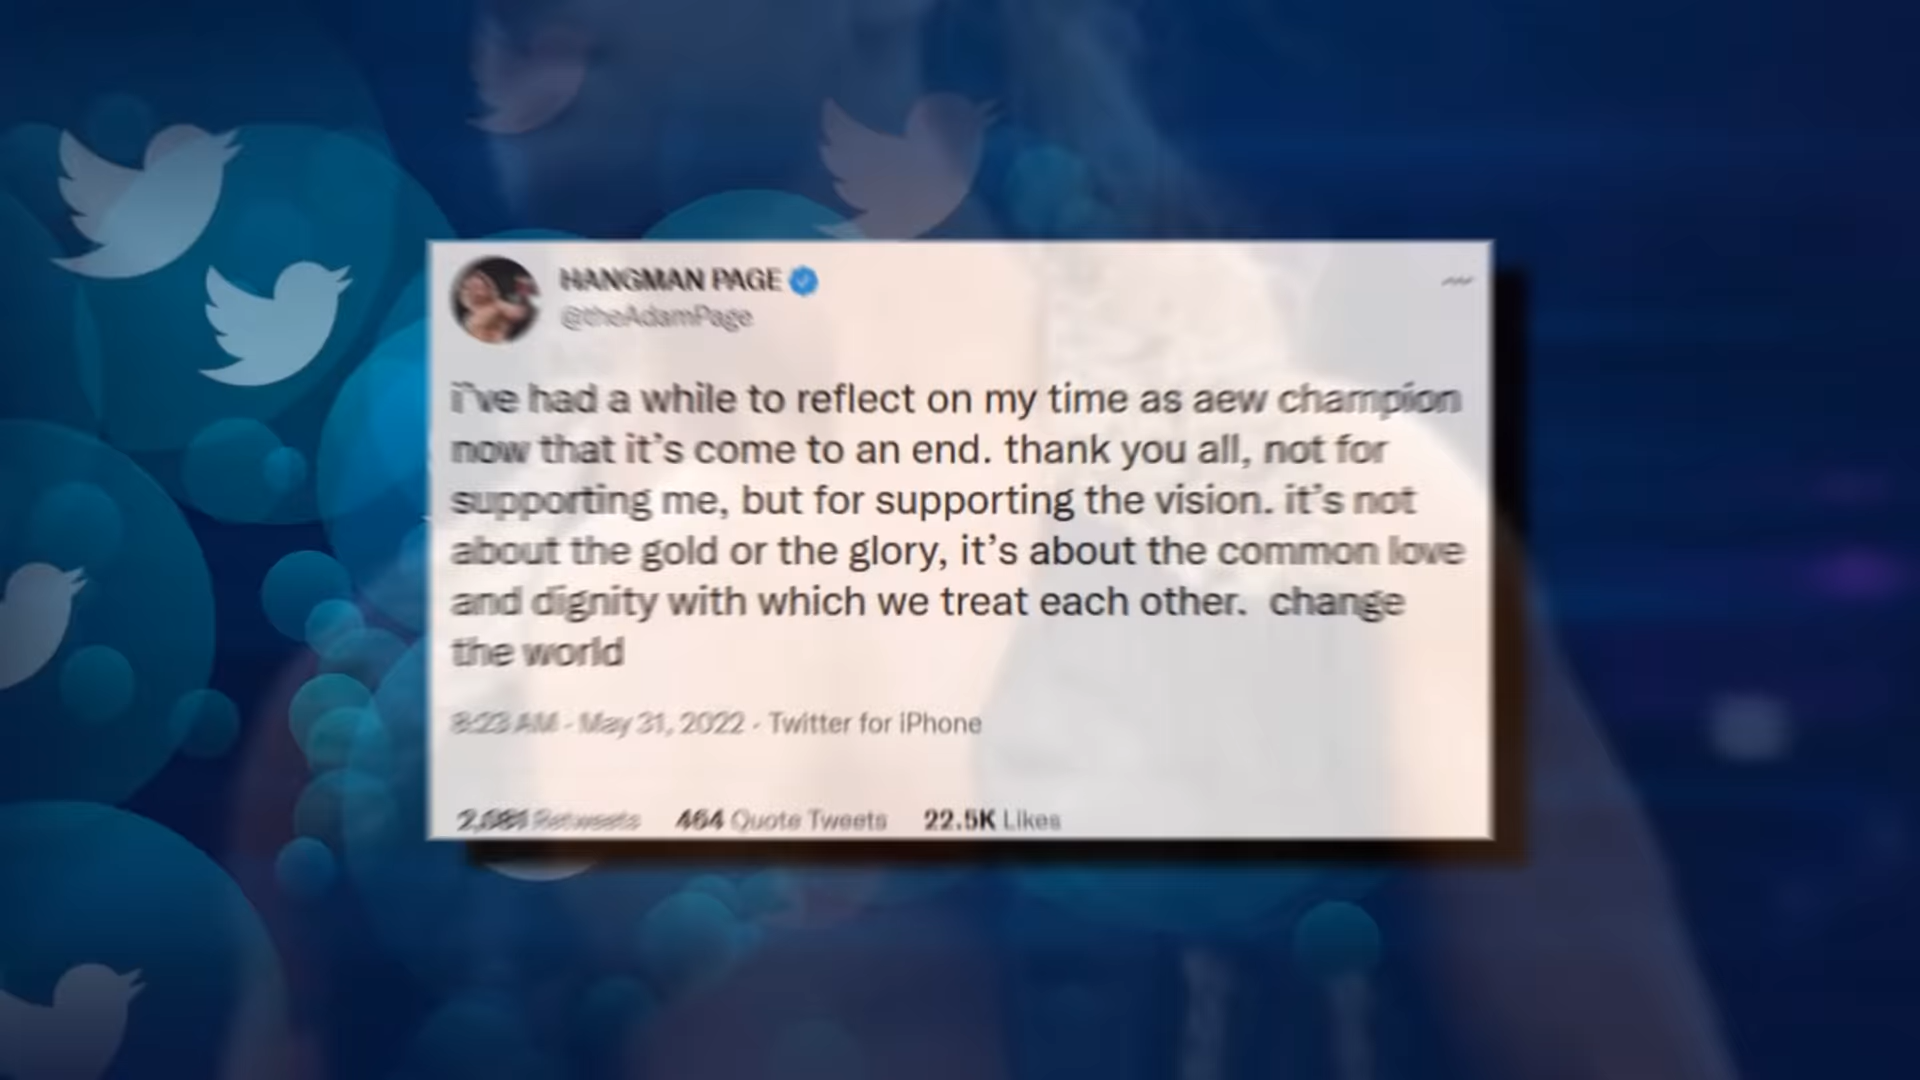 HANGMAN PAGE
@theAdamPage
i've had a while to reflect on my time as aew champion
now that it's come to an end. thank you all, not for
supporting me, but for supporting the vision. it's not
about the gold or the glory, it's about the common love
and dignity with which we treat each other. change
the world
8:23 AM · May 31, 2022 · Twitter for iPhone
Retweets 464 Quote Tweets 22.5K Likes